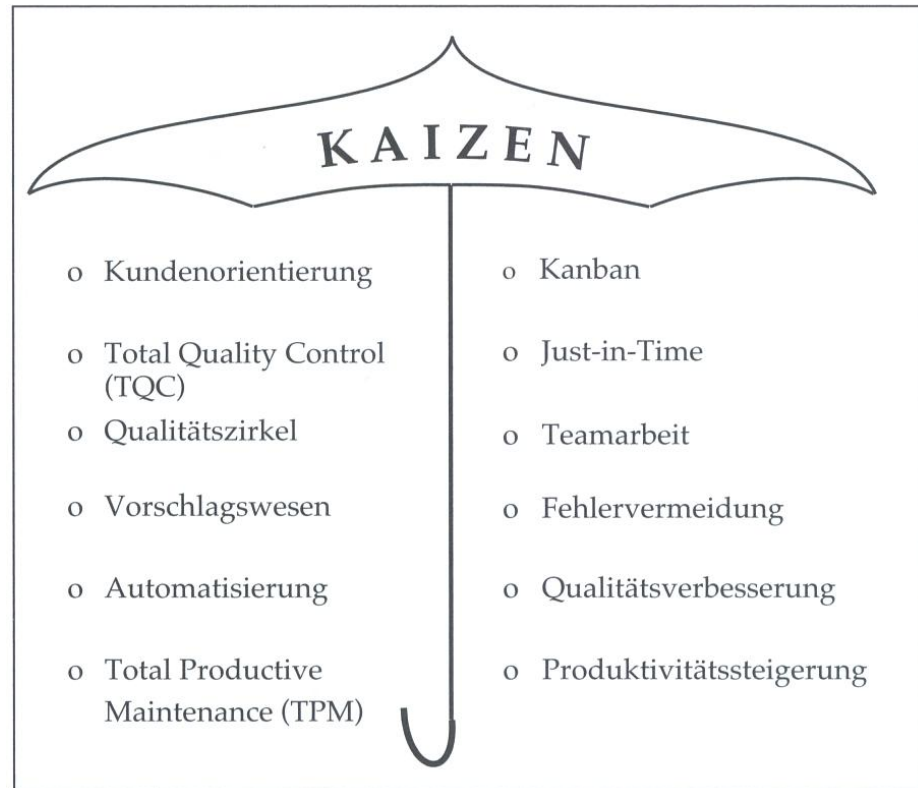 KAIZEN
o Kundenorientierung
o Total Quality Control
(TQC)
o Qualitätszirkel
o Vorschlagswesen
o Automatisierung
o Total Productive
Maintenance (TPM)
o Kanban
o Just-in-Time
o Teamarbeit
o Fehlervermeidung
o Qualitätsverbesserung
o Produktivitätssteigerung